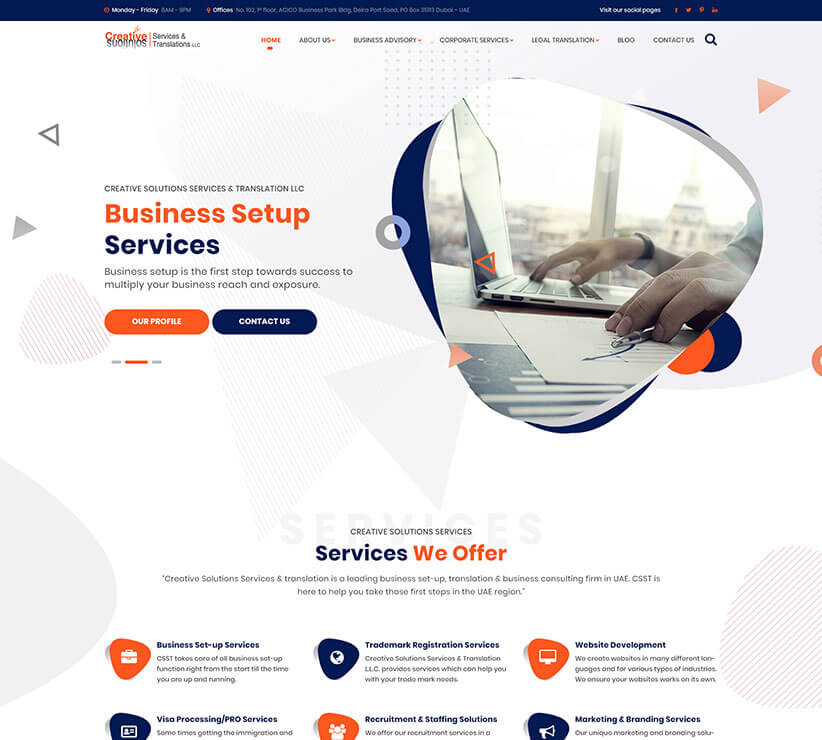 Monday - Friday 8AM - 9PM Offices No. 102, 1st floor, ACICO Business Park Bldg, Deira Port Saeed, PO Box 35193 Dubai – UAE Visit our social pages
Creative Services &
Solutions Translations LLC
HOME ABOUT US BUSINESS ADVISORY CORPORATE SERVICES LEGAL TRANSLATION BLOG CONTACT US
CREATIVE SOLUTIONS SERVICES & TRANSLATION LLC
Business Setup
Services
Business setup is the first step towards success to
multiply your business reach and exposure.
OUR PROFILE CONTACT US
SERVICES
CREATIVE SOLUTIONS SERVICES
Services We Offer
"Creative Solutions Services & translation is a leading business set-up, translation & business consulting firm in UAE. CSST is
here to help you take those first steps in the UAE region."
Business Set-up Services
CSST takes care of all business set-up
function right from the start till the time
you are up and running.
Trademark Registration Services
Creative Solutions Services & Translation
L.L.C. provides services which can help you
with your trade mark needs.
Website Development
We create websites in many different lan-
guages and for various types of industries.
We ensure your websites works on its own.
Visa Processing/PRO Services
Some times getting the immigration and
Recruitment & Staffing Solutions
We offer our recruitment services in a
Marketing & Branding Services
Our unique marketing and branding solu-